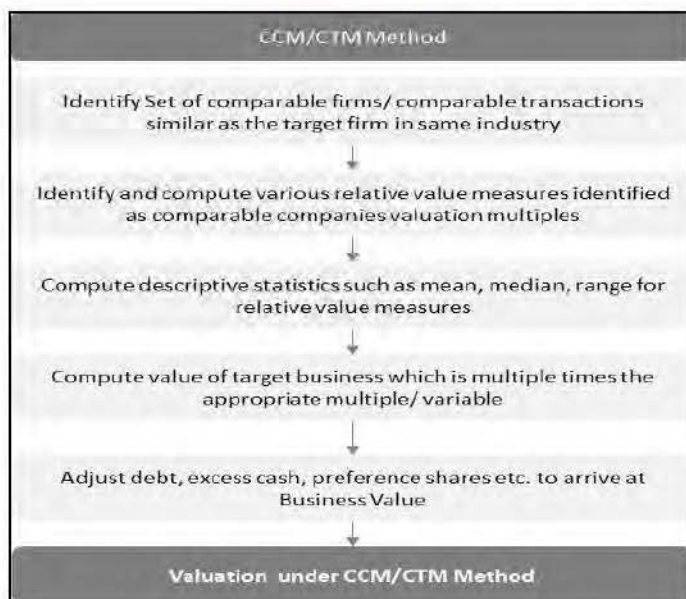 CCM/CTM Method
Identify Set of comparable firms/ comparable transactions
similar as the target firm in same industry
Identify and compute various relative value measures identified
as comparable companies valuation multiples
Compute descriptive statistics such as mean, median, range for
relative value measures
Compute value of target business which is multiple times the
appropriate multiple/ variable
Adjust debt, excess cash, preference shares etc. to arrive at
Business Value
Valuation under CCM/CTM Method